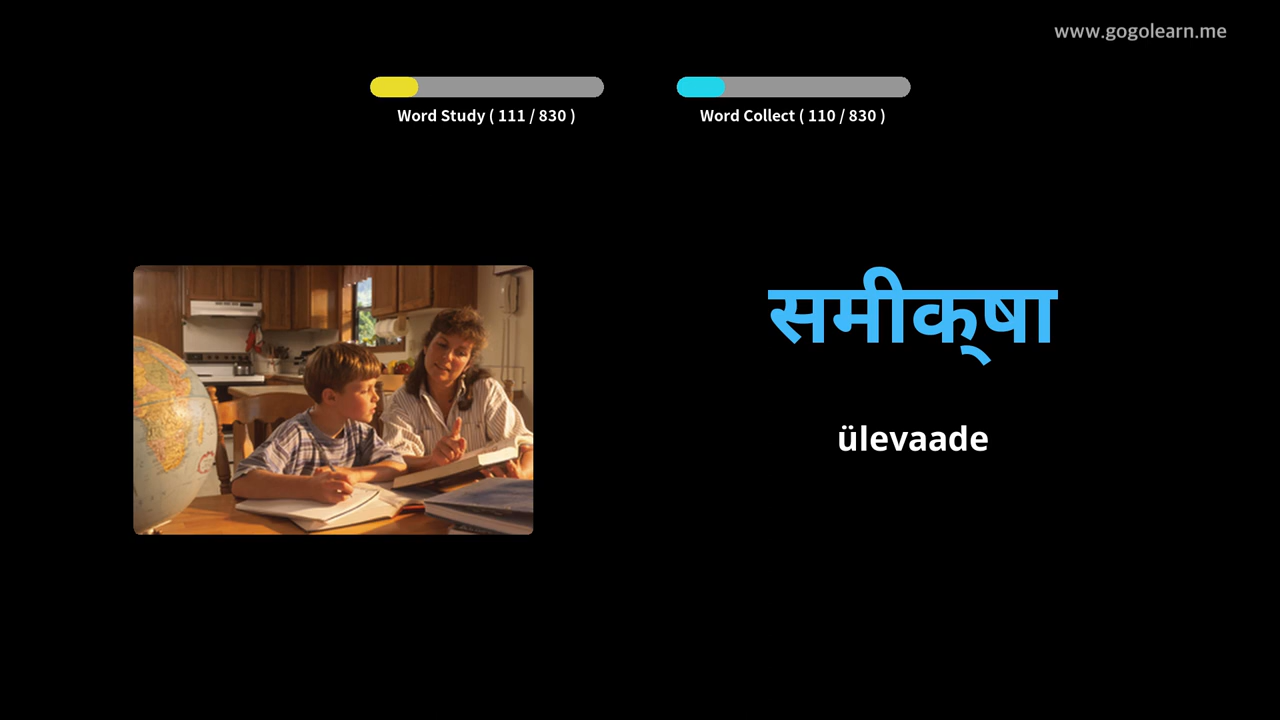 www.gogolearn.me
Word Study ( 111 / 830 )
Word Collect ( 110 / 830 )
समीक्षा
ülevaade